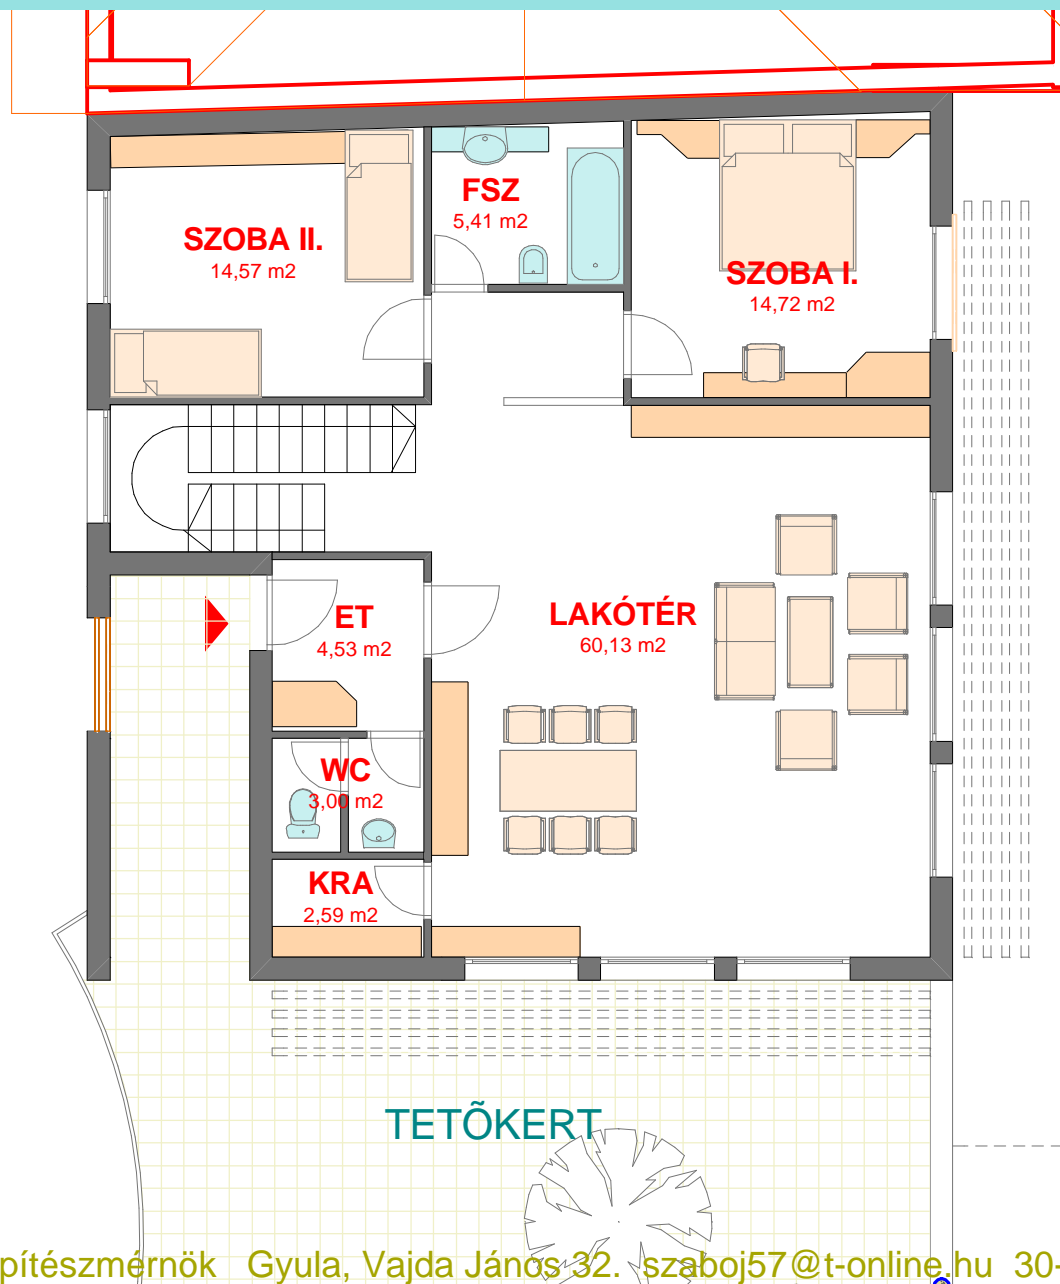 FSZ
5,41 m2
SZOBA II.
14,57 m2
SZOBA I.
14,72 m2
ET
4,53 m2
LAKÓTÉR
60,13 m2
WC
3,00 m2
KRA
2,59 m2
TETÕKERT
pítészmérnök Gyula, Vajda János 32. szaboj57@t-online.hu 30.